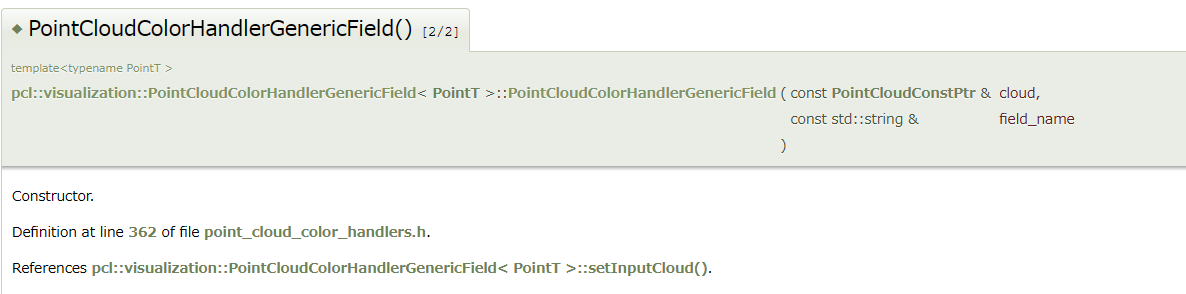 ◆ PointCloudColorHandlerGenericField() [2/2]
template<typename PointT >
pcl::visualization::PointCloudColorHandlerGenericField< PointT >::PointCloudColorHandlerGenericField ( const PointCloudConstPtr & cloud,
const std::string & field_name
)
Constructor.
Definition at line 362 of file point_cloud_color_handlers.h.
References pcl::visualization::PointCloudColorHandlerGenericField< PointT >::setInputCloud().